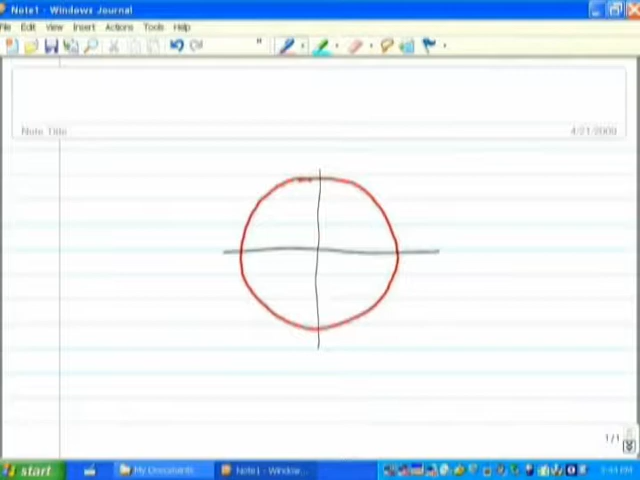 Note1 - Windows Journal
File Edit View Insert Actions Tools Help
Note Title
4/21/2009
1/1
start
My Documents
Note1 - Window...